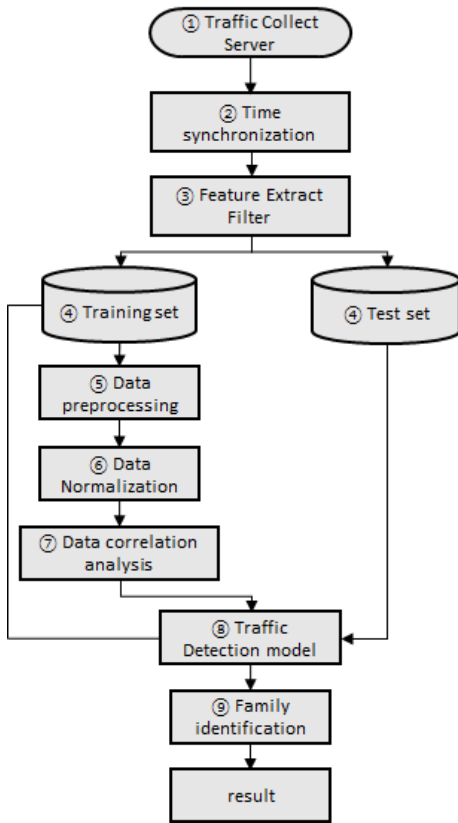 ① Traffic Collect
Server
② Time
synchronization
③ Feature Extract
Filter
④ Training set
④ Test set
⑤ Data
preprocessing
⑥ Data
Normalization
⑦ Data correlation
analysis
⑧ Traffic
Detection model
⑨ Family
identification
result